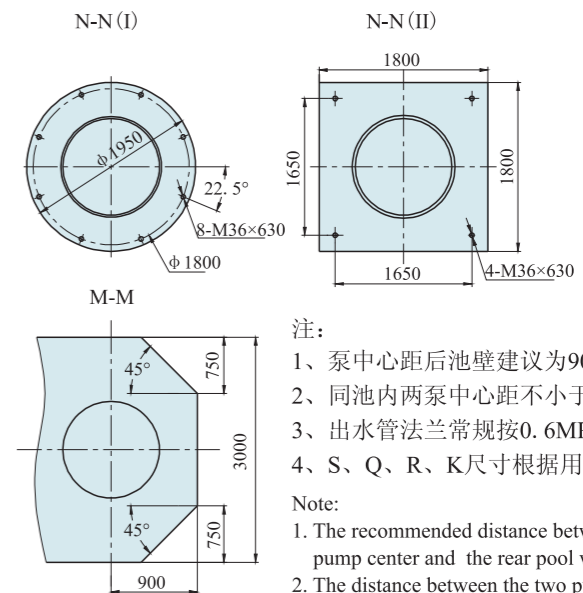 N-N(I)
N-N(II)
φ1950
22.5°
8-M36×630
φ1800
1800
1650
1800
1650
4-M36×630
M-M
45°
750
3000
45°
750
900
注:
1、泵中心距后池壁建议为90
2、同池内两泵中心距不小于
3、出水管法兰常规按0.6M
4、S、Q、R、K尺寸根据用
Note:
1. The recommended distance
pump center and the rear pool
2. The distance between the two